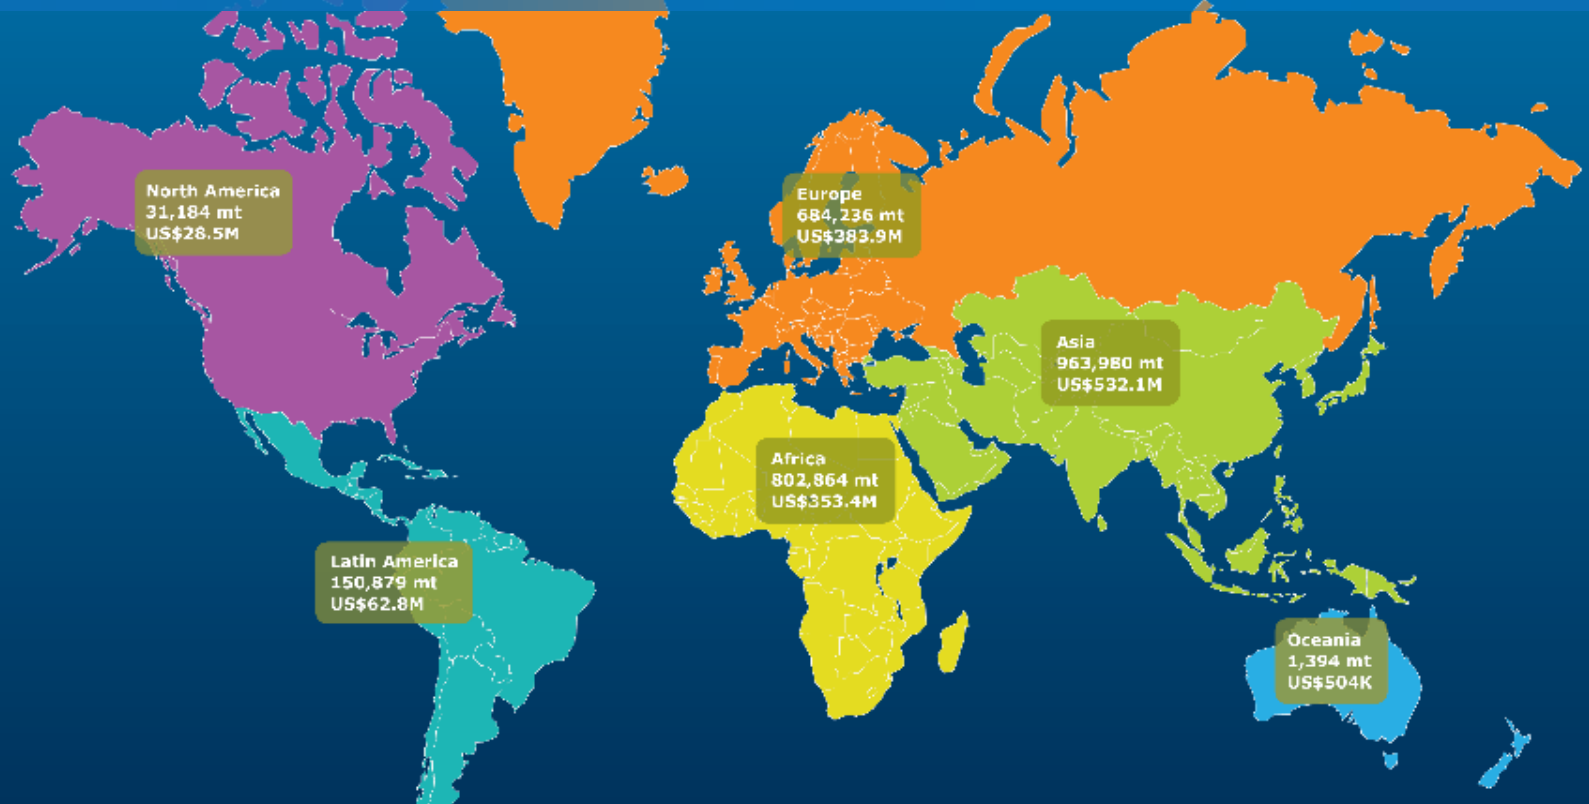 North America
31,184 mt
US$28.5M
Europe
684,236 mt
US$383.9M
Asia
963,980 mt
US$532.1M
Africa
802,864 mt
US$353.4M
Latin America
150,879 mt
US$62.8M
Oceania
1,394 mt
US$504K